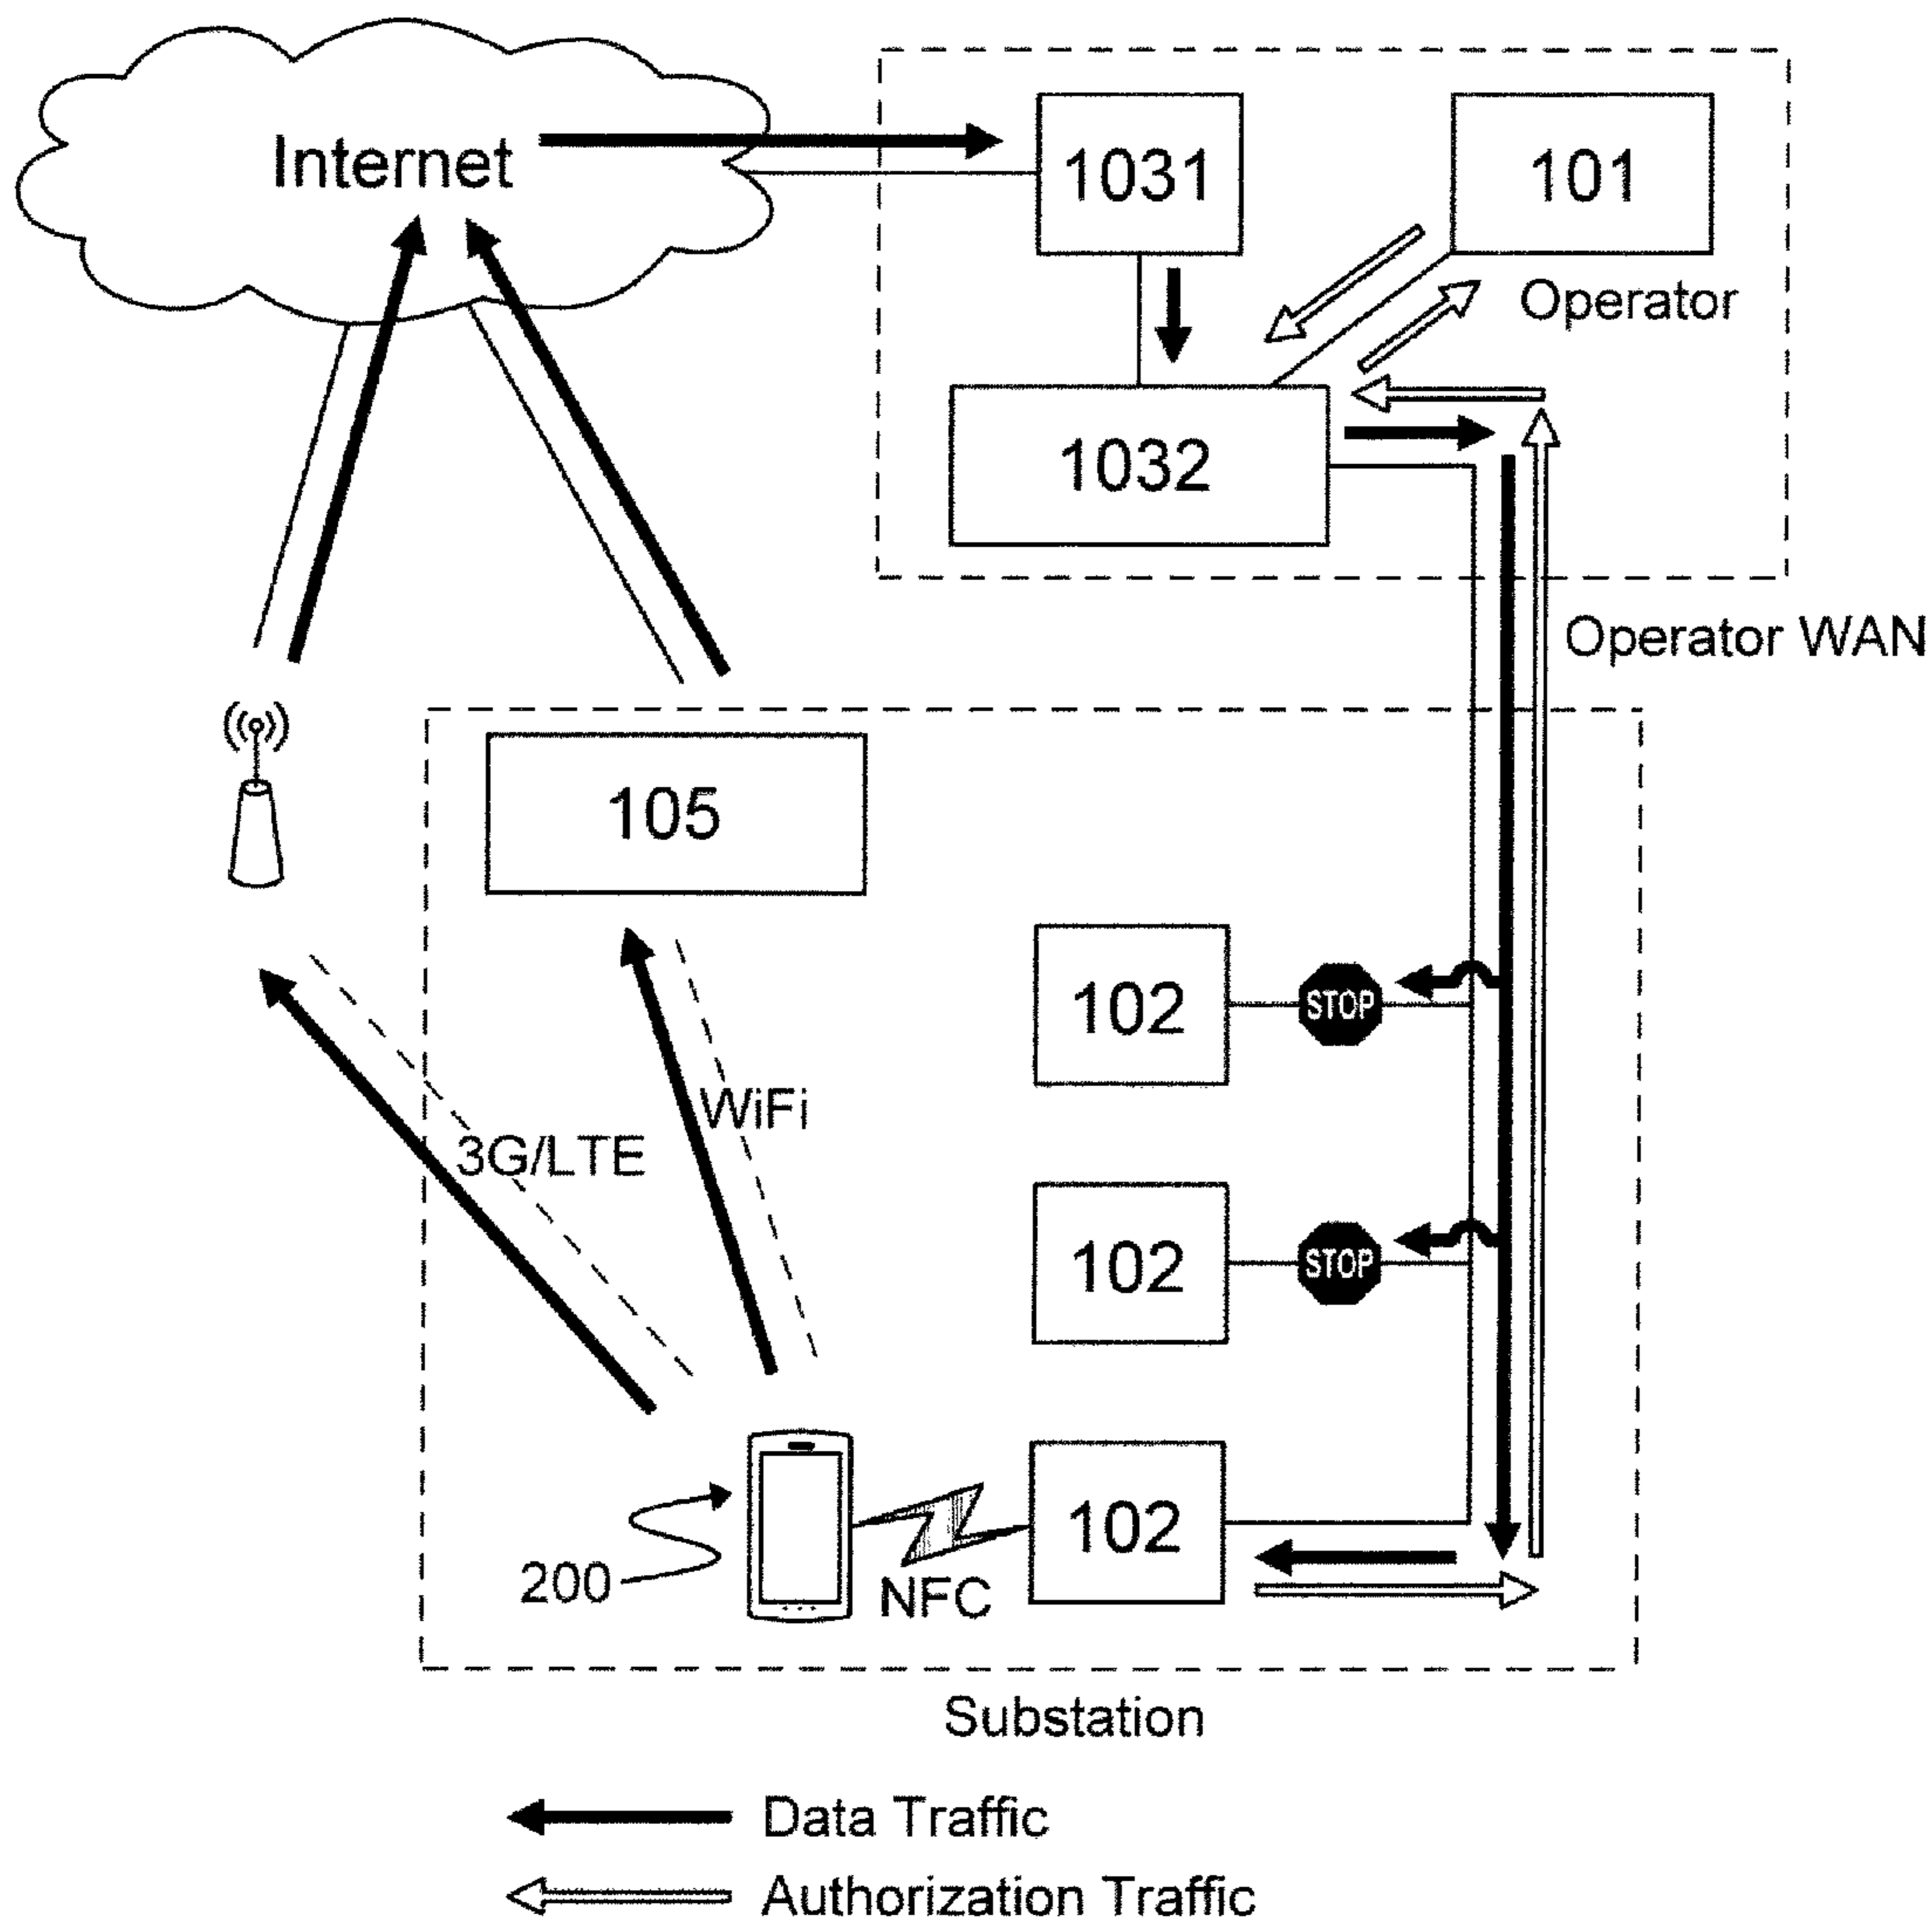 Internet
1031
101
Operator
1032
Operator WAN
105
102
STOP
WiFi
3G/LTE
102
STOP
102
200
NFC
Substation
Data Traffic
Authorization Traffic